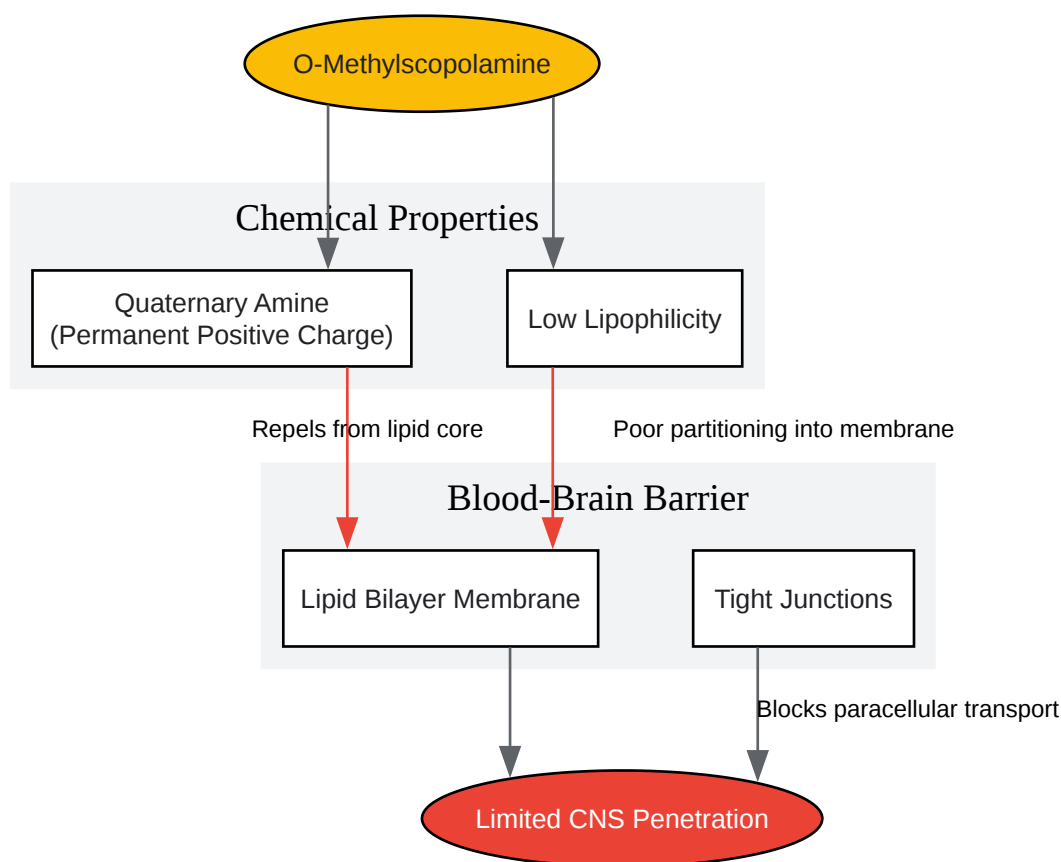 O-Methylscopolamine
Chemical Properties
Quaternary Amine
(Permanent Positive Charge)
Low Lipophilicity
Repels from lipid core
Poor partitioning into membrane
Blood-Brain Barrier
Lipid Bilayer Membrane
Tight Junctions
Blocks paracellular transport
Limited CNS Penetration